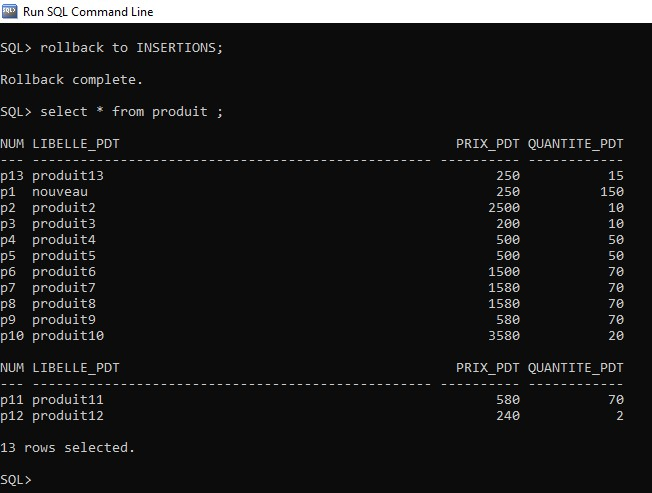 Run SQL Command Line
SQL> rollback to INSERTIONS;
Rollback complete.
SQL> select * from produit ;
NUM LIBELLE_PDT                                          PRIX_PDT QUANTITE_PDT
--- -------------------------------------------------- -------- ------------
p13 produit13                                             250           15
p1  nouveau                                               250          150
p2  produit2                                             2500           10
p3  produit3                                              200           10
p4  produit4                                              500           50
p5  produit5                                              500           50
p6  produit6                                             1500           70
p7  produit7                                             1580           70
p8  produit8                                             1580           70
p9  produit9                                              580           70
p10 produit10                                            3580           20
NUM LIBELLE_PDT                                          PRIX_PDT QUANTITE_PDT
--- -------------------------------------------------- -------- ------------
p11 produit11                                             580           70
p12 produit12                                             240            2
13 rows selected.
SQL>